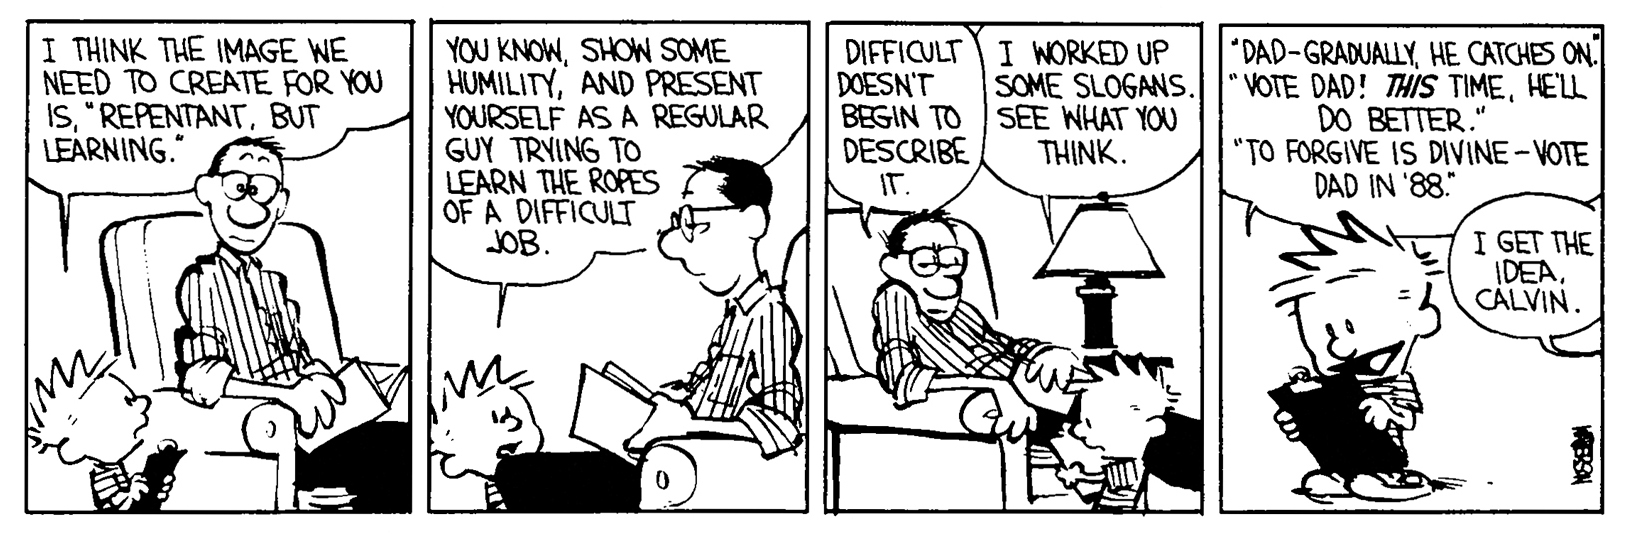 I THINK THE IMAGE WE
NEED TO CREATE FOR YOU
IS, "REPENTANT, BUT
LEARNING."
YOU KNOW, SHOW SOME
HUMILITY, AND PRESENT
YOURSELF AS A REGULAR
GUY TRYING TO
LEARN THE ROPES
OF A DIFFICULT
JOB.
DIFFICULT
DOESN'T
BEGIN TO
DESCRIBE
IT.
I WORKED UP
SOME SLOGANS.
SEE WHAT YOU
THINK.
"DAD-GRADUALLY, HE CATCHES ON."
"VOTE DAD! THIS TIME, HE'LL
DO BETTER."
"TO FORGIVE IS DIVINE - VOTE
DAD IN '88."
I GET THE
IDEA,
CALVIN.